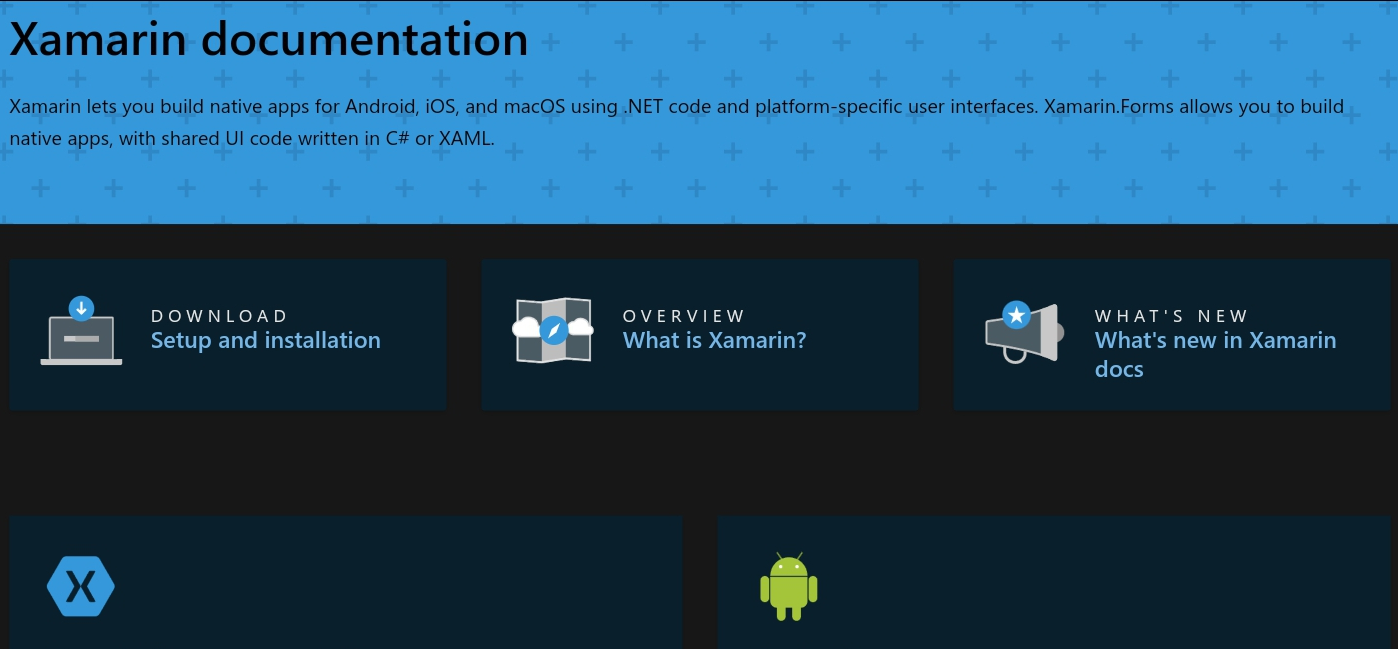 Xamarin documentation
Xamarin lets you build native apps for Android, iOS, and macOS using .NET code and platform-specific user interfaces. Xamarin.Forms allows you to build
native apps, with shared UI code written in C# or XAML.
DOWNLOAD
Setup and installation
OVERVIEW
What is Xamarin?
WHAT'S NEW
What's new in Xamarin
docs